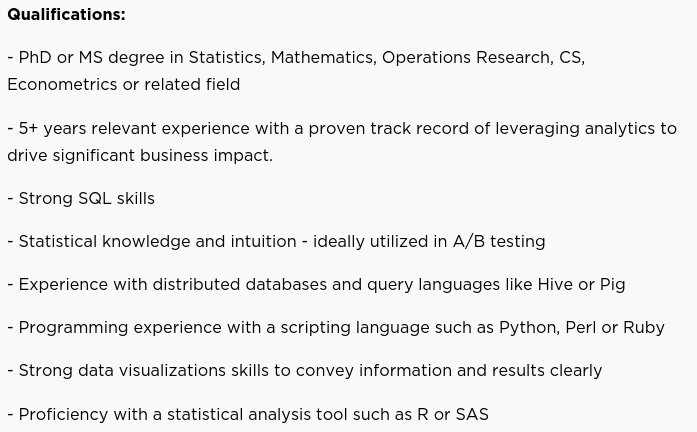 Qualifications:
- PhD or MS degree in Statistics, Mathematics, Operations Research, CS,
Econometrics or related field
- 5+ years relevant experience with a proven track record of leveraging analytics to
drive significant business impact.
- Strong SQL skills
- Statistical knowledge and intuition - ideally utilized in A/B testing
- Experience with distributed databases and query languages like Hive or Pig
- Programming experience with a scripting language such as Python, Perl or Ruby
- Strong data visualizations skills to convey information and results clearly
- Proficiency with a statistical analysis tool such as R or SAS